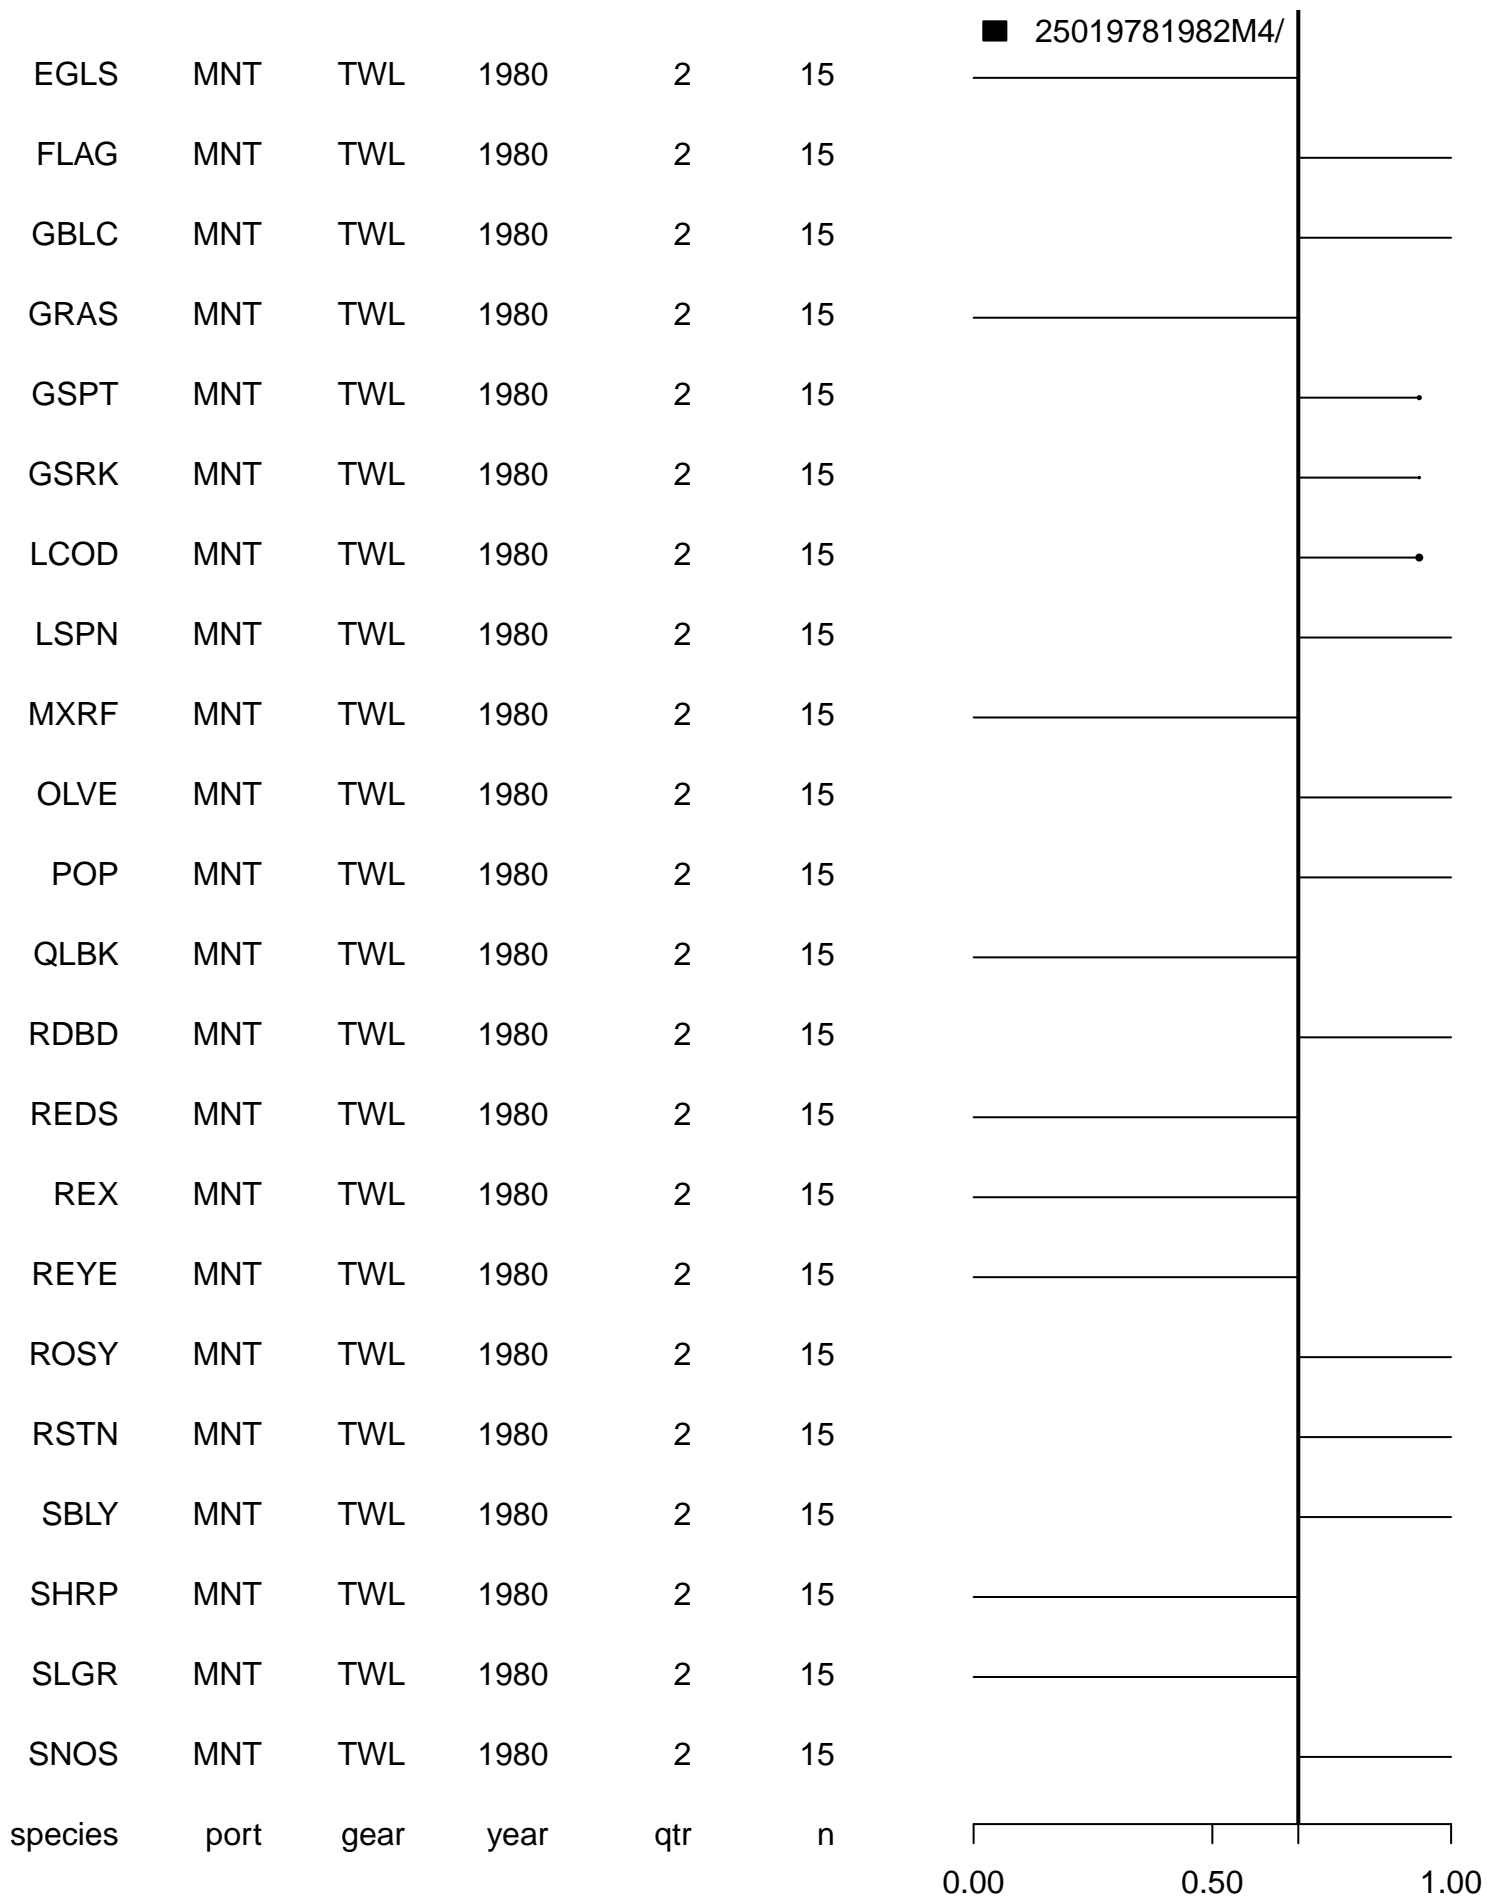 25019781982M4/
EGLS MNT TWL 1980 2 15
FLAG MNT TWL 1980 2 15
GBLC MNT TWL 1980 2 15
GRAS MNT TWL 1980 2 15
GSPT MNT TWL 1980 2 15
GSRK MNT TWL 1980 2 15
LCOD MNT TWL 1980 2 15
LSPN MNT TWL 1980 2 15
MXRF MNT TWL 1980 2 15
OLVE MNT TWL 1980 2 15
POP MNT TWL 1980 2 15
QLBK MNT TWL 1980 2 15
RDBD MNT TWL 1980 2 15
REDS MNT TWL 1980 2 15
REX MNT TWL 1980 2 15
REYE MNT TWL 1980 2 15
ROSY MNT TWL 1980 2 15
RSTN MNT TWL 1980 2 15
SBLY MNT TWL 1980 2 15
SHRP MNT TWL 1980 2 15
SLGR MNT TWL 1980 2 15
SNOS MNT TWL 1980 2 15
species port gear year qtr n
0.00 0.50 1.00